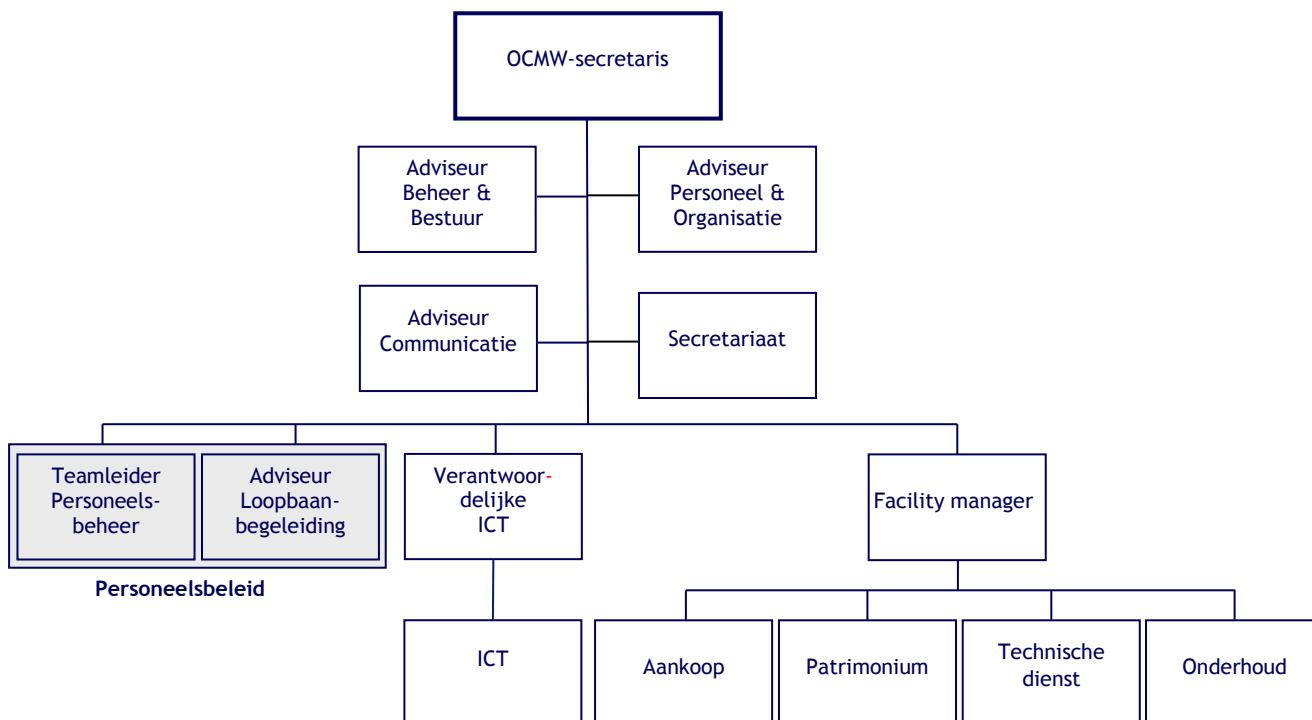 OCMW-secretaris
Adviseur
Beheer &
Bestuur
Adviseur
Personeel &
Organisatie
Adviseur
Communicatie
Secretariaat
Teamleider
Personeels-
beheer
Adviseur
Loopbaan-
begeleiding
Verantwoor-
delijke
ICT
Facility manager
Personeelsbeleid
ICT
Aankoop
Patrimonium
Technische
dienst
Onderhoud